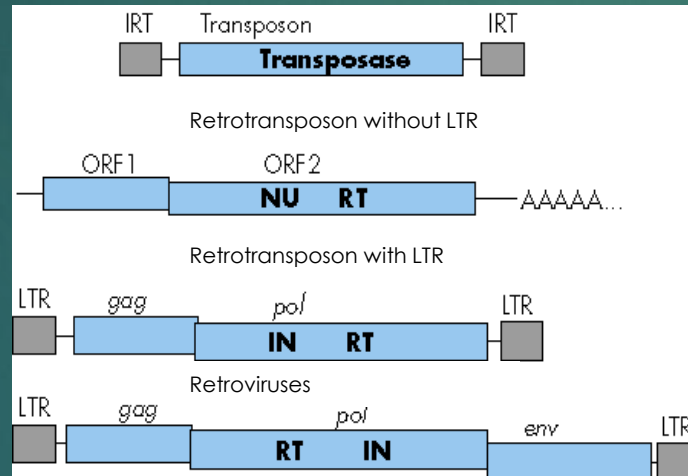 IRT Transposon IRT
Transposase
Retrotransposon without LTR
ORF1 ORF2
NU RT AAAAA...
Retrotransposon with LTR
LTR gag pol LTR
IN RT
Retroviruses
LTR gag pol env LTR
RT IN